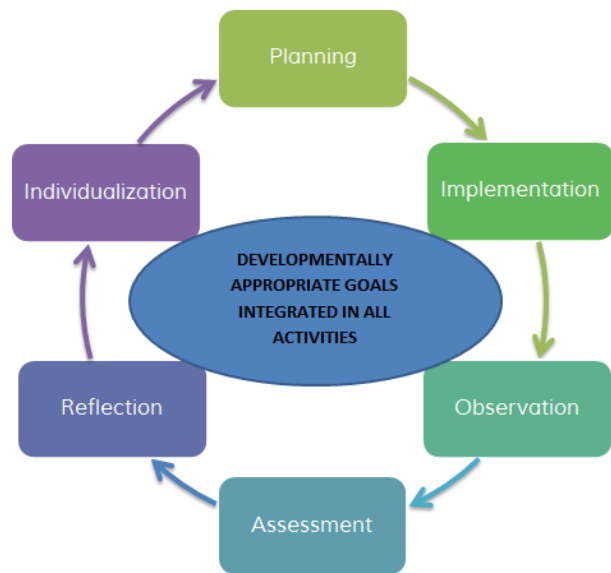 Planning
Individualization
Implementation
DEVELOPMENTALLY
APPROPRIATE GOALS
INTEGRATED IN ALL
ACTIVITIES
Reflection
Observation
Assessment